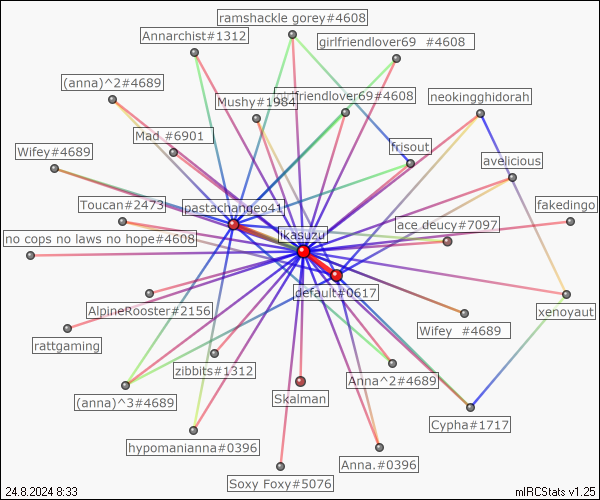 ramshackle gorey#4608
Annarchist#1312
girlfriendlover69 #4608
(anna)^2#4689
Mushy#1984
girlfriendlover69#4608
neokingghidorah
Mad #6901
frisout
Wifey#4689
avelicious
Toucan#2473
pastachangeo41
fakedingo
ace deucy#7097
ikasuzu
no cops no laws no hope#4608
default#0617
AlpineRooster#2156
xenoyaut
Wifey #4689
rattgaming
zibbits#1312
Anna^2#4689
(anna)^3#4689
Skalman
Cypha#1717
hypomanianna#0396
Anna.#0396
Soxy Foxy#5076
24.8.2024 8:33
mIRCStats v1.25